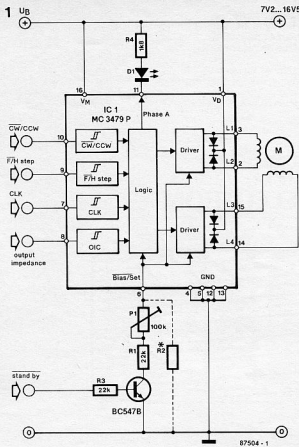 1
UB
7V2...16V5
R4
1k8
D1
16
VM
11
Phase A
1
VD
IC 1
MC 3479 P
CW/CCW
10
CW/CCW
F/H step
9
F/H step
CLK
7
CLK
8
OIC
output
impedance
Logic
Driver
Driver
L1
3
L2
2
L3
15
L4
14
M
Bias/Set
6
GND
4
5
12
13
P1
100k
R1
22k
*
R2
stand by
R3
22k
BC547B
0
0
87504 - 1